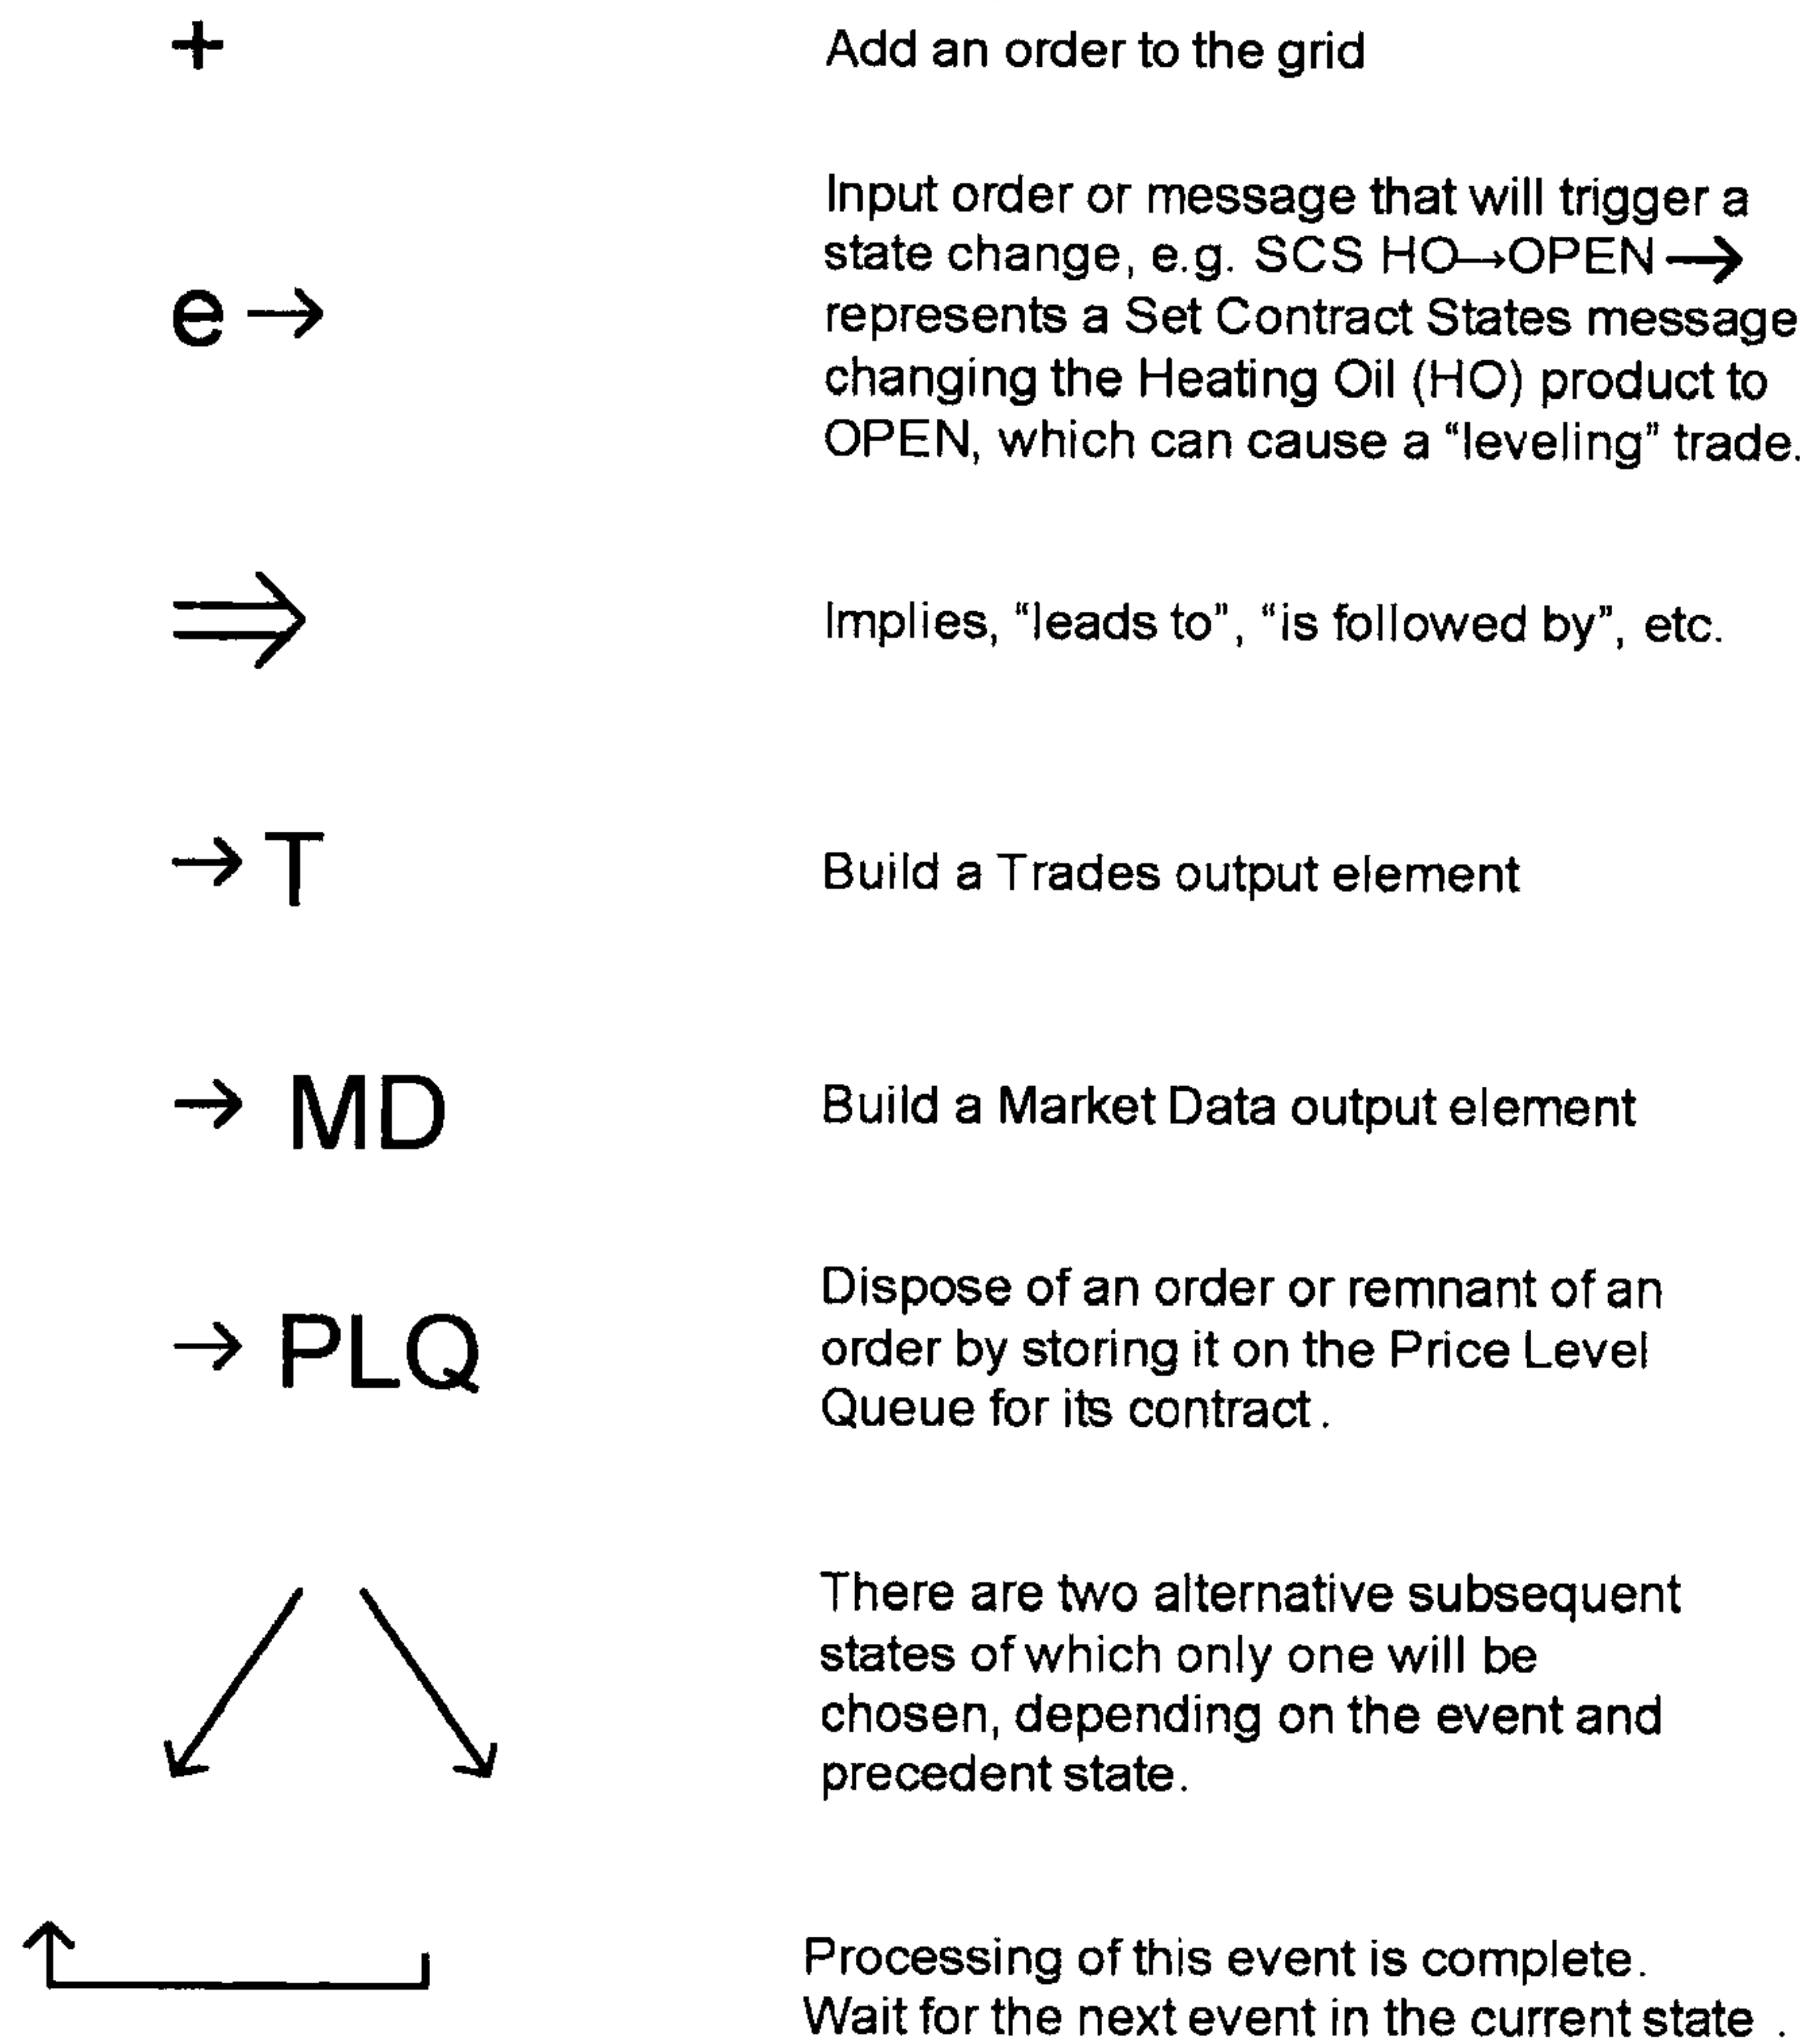 + Add an order to the grid
Input order or message that will trigger a
state change, e.g. SCS HO→OPEN→
e → represents a Set Contract States message
changing the Heating Oil (HO) product to
OPEN, which can cause a “leveling” trade.
⇒ Implies, “leads to”, “is followed by”, etc.
→ T Build a Trades output element
→ MD Build a Market Data output element
Dispose of an order or remnant of an
→ PLQ order by storing it on the Price Level
Queue for its contract.
There are two alternative subsequent
states of which only one will be
chosen, depending on the event and
precedent state.
Processing of this event is complete.
Wait for the next event in the current state .